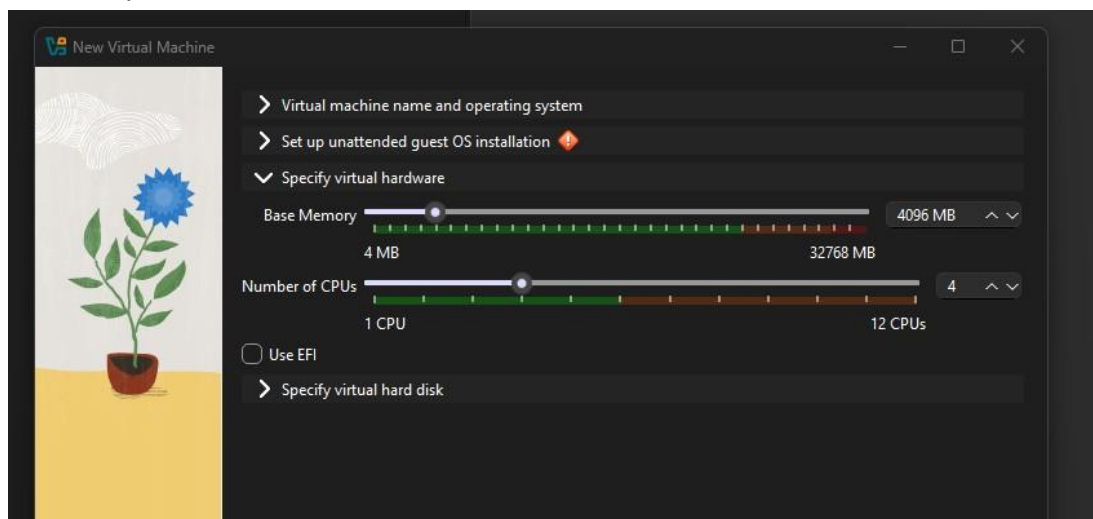 New Virtual Machine
Virtual machine name and operating system
Set up unattended guest OS installation
Specify virtual hardware
Base Memory 4096 MB
4 MB 32768 MB
Number of CPUs 4
1 CPU 12 CPUs
Use EFI
Specify virtual hard disk